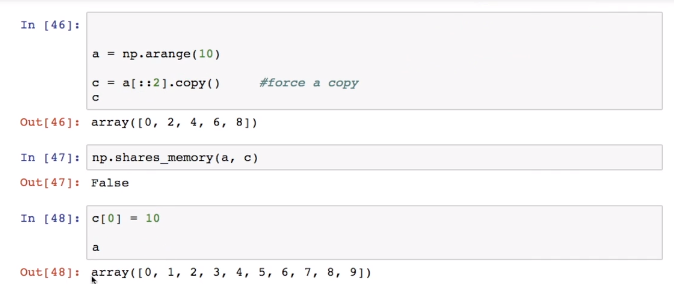 In [46]:
a = np.arange(10)
c = a[::2].copy()     #force a copy
c
Out[46]: array([0, 2, 4, 6, 8])
In [47]: np.shares_memory(a, c)
Out[47]: False
In [48]: c[0] = 10
a
Out[48]: array([0, 1, 2, 3, 4, 5, 6, 7, 8, 9])